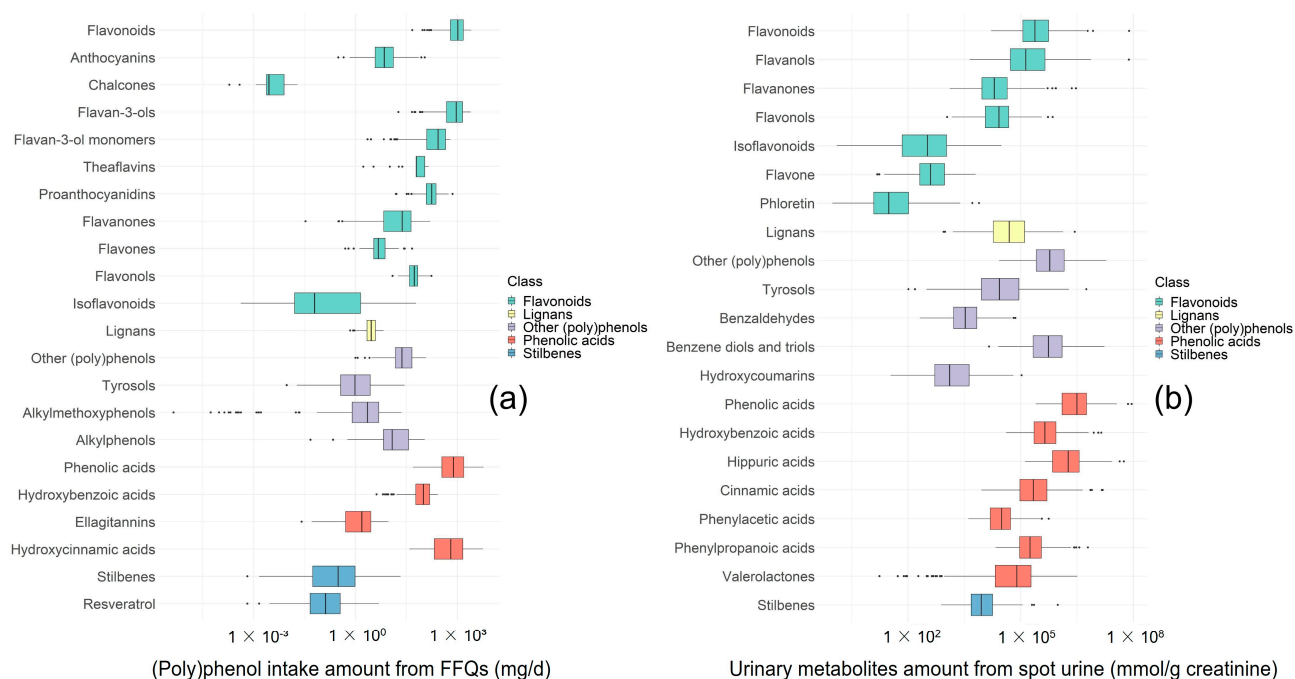 Flavonoids
Anthocyanins
Chalcones
Flavan-3-ols
Flavan-3-ol monomers
Theaflavins
Proanthocyanidins
Flavanones
Flavones
Flavonols
Isoflavonoids
Lignans
Other (poly)phenols
Tyrosols
Alkylmethoxyphenols
Alkylphenols
Phenolic acids
Hydroxybenzoic acids
Ellagitannins
Hydroxycinnamic acids
Stilbenes
Resveratrol
1 × 10⁻³ 1 × 10⁰ 1 × 10³
(Poly)phenol intake amount from FFQs (mg/d)
Class
Flavonoids
Lignans
Other (poly)phenols
Phenolic acids
Stilbenes
(a)
Flavonoids
Flavanols
Flavanones
Flavonols
Isoflavonoids
Flavone
Phloretin
Lignans
Other (poly)phenols
Tyrosols
Benzaldehydes
Benzene diols and triols
Hydroxycoumarins
Phenolic acids
Hydroxybenzoic acids
Hippuric acids
Cinnamic acids
Phenylacetic acids
Phenylpropanoic acids
Valerolactones
Stilbenes
1 × 10² 1 × 10⁵ 1 × 10⁸
Urinary metabolites amount from spot urine (mmol/g creatinine)
Class
Flavonoids
Lignans
Other (poly)phenols
Phenolic acids
Stilbenes
(b)